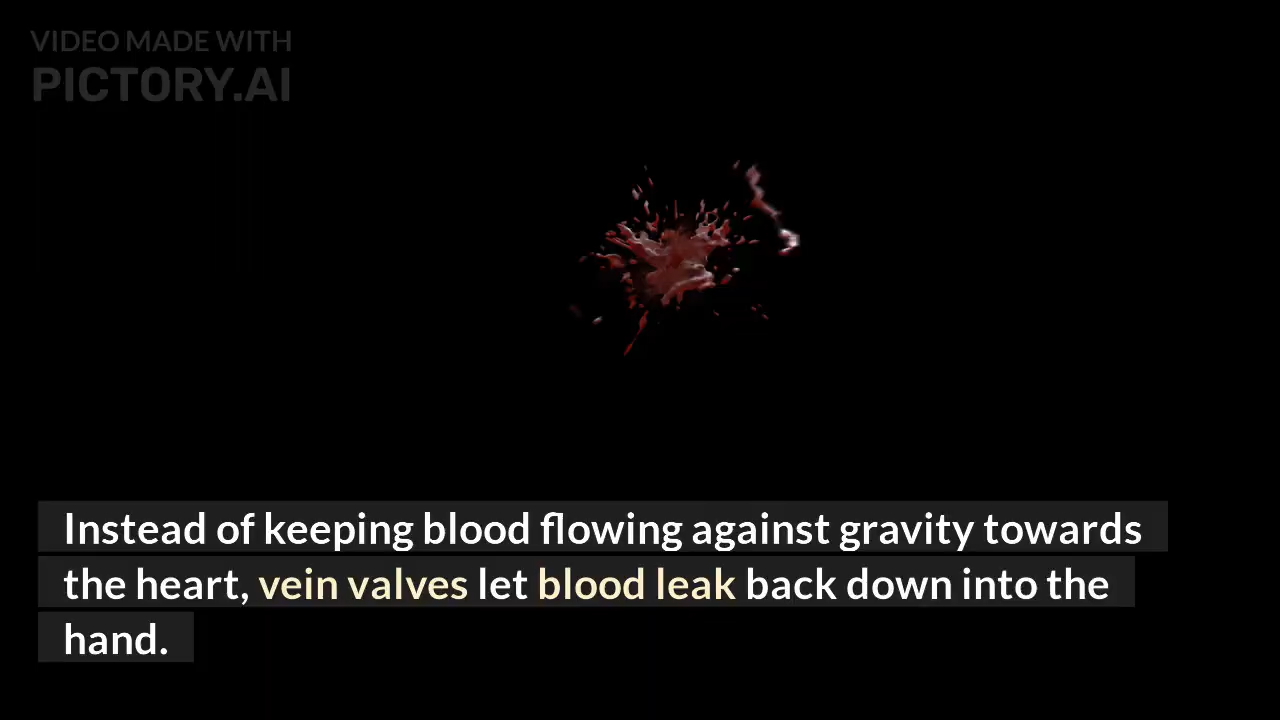 VIDEO MADE WITH
PICTORY.AI
Instead of keeping blood flowing against gravity towards
the heart, vein valves let blood leak back down into the
hand.